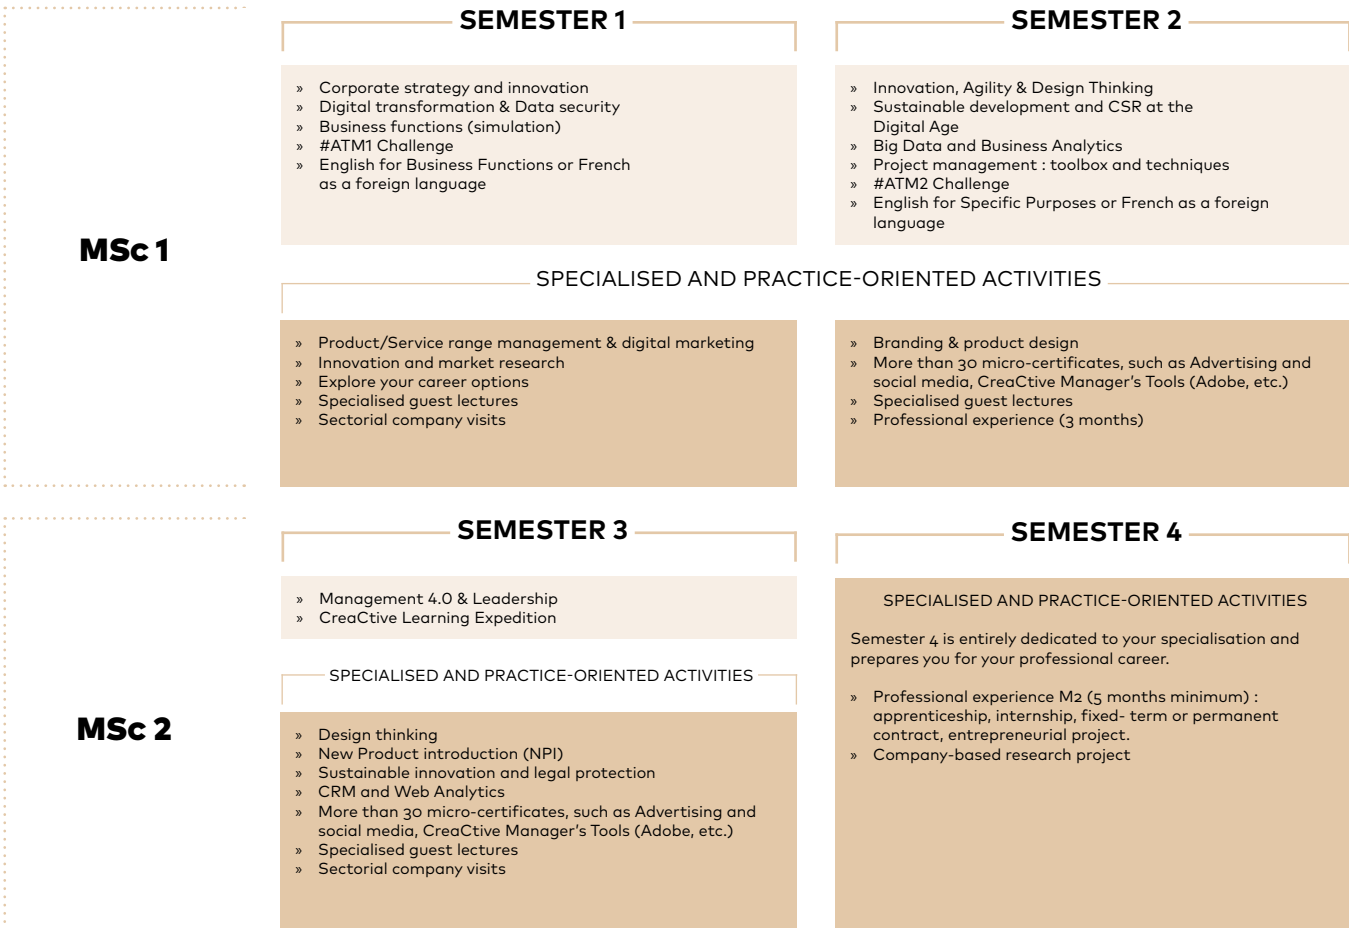 MSc 1
SEMESTER 1
» Corporate strategy and innovation
» Digital transformation & Data security
» Business functions (simulation)
» #ATM1 Challenge
» English for Business Functions or French
as a foreign language
SEMESTER 2
» Innovation, Agility & Design Thinking
» Sustainable development and CSR at the
Digital Age
» Big Data and Business Analytics
» Project management : toolbox and techniques
» #ATM2 Challenge
» English for Specific Purposes or French as a foreign
language
SPECIALISED AND PRACTICE-ORIENTED ACTIVITIES
» Product/Service range management & digital marketing
» Innovation and market research
» Explore your career options
» Specialised guest lectures
» Sectorial company visits
» Branding & product design
» More than 30 micro-certificates, such as Advertising and
social media, CreaCtive Manager's Tools (Adobe, etc.)
» Specialised guest lectures
» Professional experience (3 months)
MSc 2
SEMESTER 3
» Management 4.0 & Leadership
» CreaCtive Learning Expedition
SPECIALISED AND PRACTICE-ORIENTED ACTIVITIES
» Design thinking
» New Product introduction (NPI)
» Sustainable innovation and legal protection
» CRM and Web Analytics
» More than 30 micro-certificates, such as Advertising and
social media, CreaCtive Manager's Tools (Adobe, etc.)
» Specialised guest lectures
» Sectorial company visits
SEMESTER 4
SPECIALISED AND PRACTICE-ORIENTED ACTIVITIES
Semester 4 is entirely dedicated to your specialisation and
prepares you for your professional career.
» Professional experience M2 (5 months minimum) :
apprenticeship, internship, fixed- term or permanent
contract, entrepreneurial project.
» Company-based research project